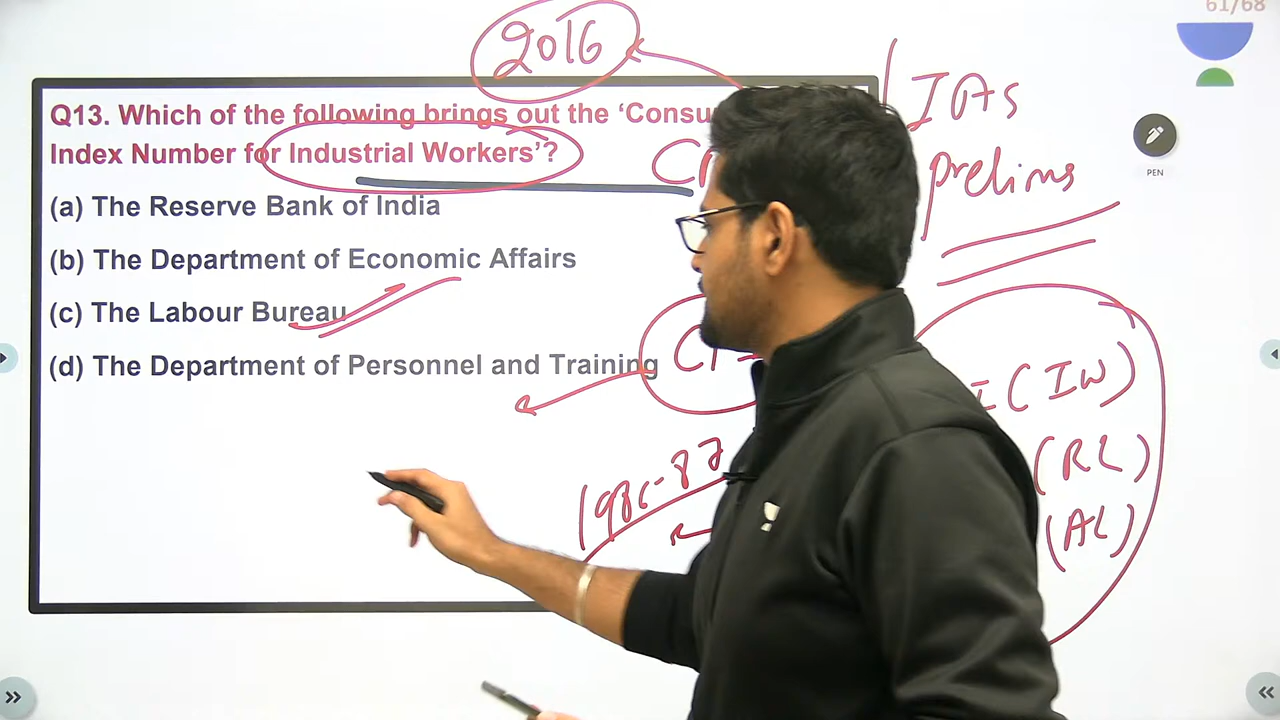 61/68
2016
Q13. Which of the following brings out the ‘Consu
Index Number for Industrial Workers’?
(a) The Reserve Bank of India
(b) The Department of Economic Affairs
(c) The Labour Bureau
(d) The Department of Personnel and Training
IAS
prelims
PEN
I (IW)
(RL)
(AL)
1986-87